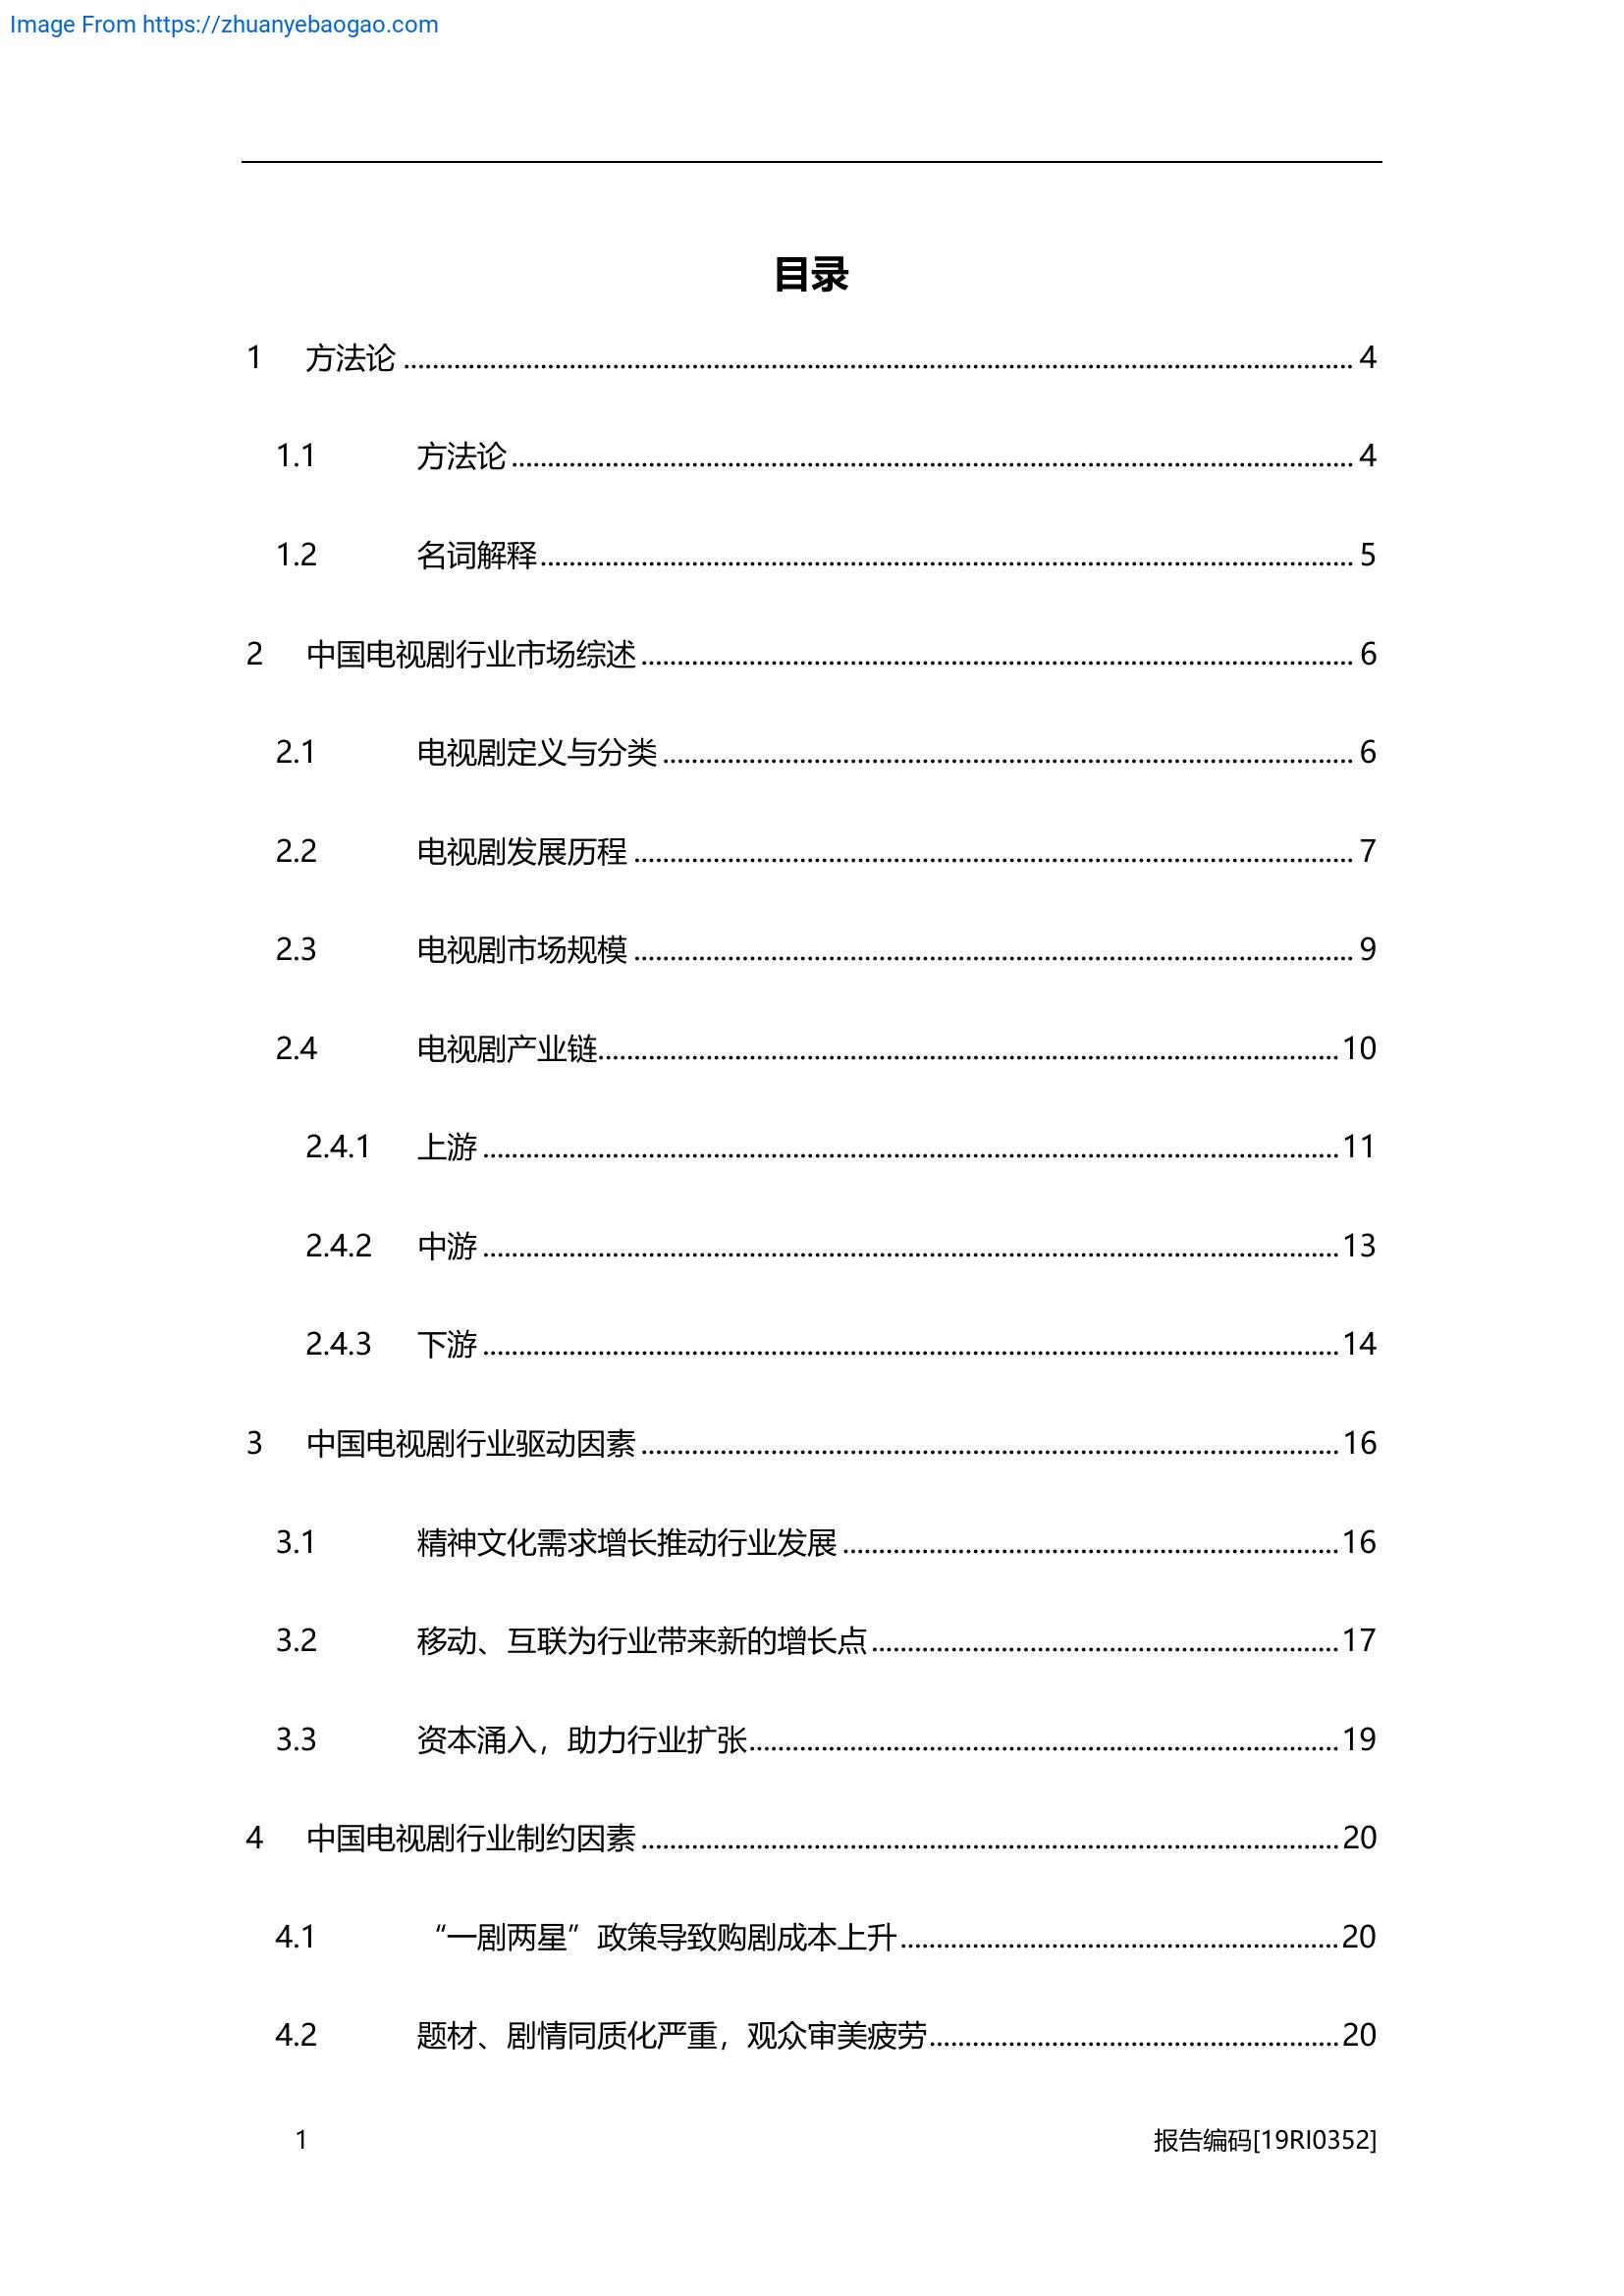 Image From https://zhuanyebaogao.com
目录
1 方法论 4
1.1 方法论 4
1.2 名词解释 5
2 中国电视剧行业市场综述 6
2.1 电视剧定义与分类 6
2.2 电视剧发展历程 7
2.3 电视剧市场规模 9
2.4 电视剧产业链 10
2.4.1 上游 11
2.4.2 中游 13
2.4.3 下游 14
3 中国电视剧行业驱动因素 16
3.1 精神文化需求增长推动行业发展 16
3.2 移动、互联为行业带来新的增长点 17
3.3 资本涌入，助力行业扩张 19
4 中国电视剧行业制约因素 20
4.1 “一剧两星”政策导致购剧成本上升 20
4.2 题材、剧情同质化严重，观众审美疲劳 20
1 报告编码[19RI0352]